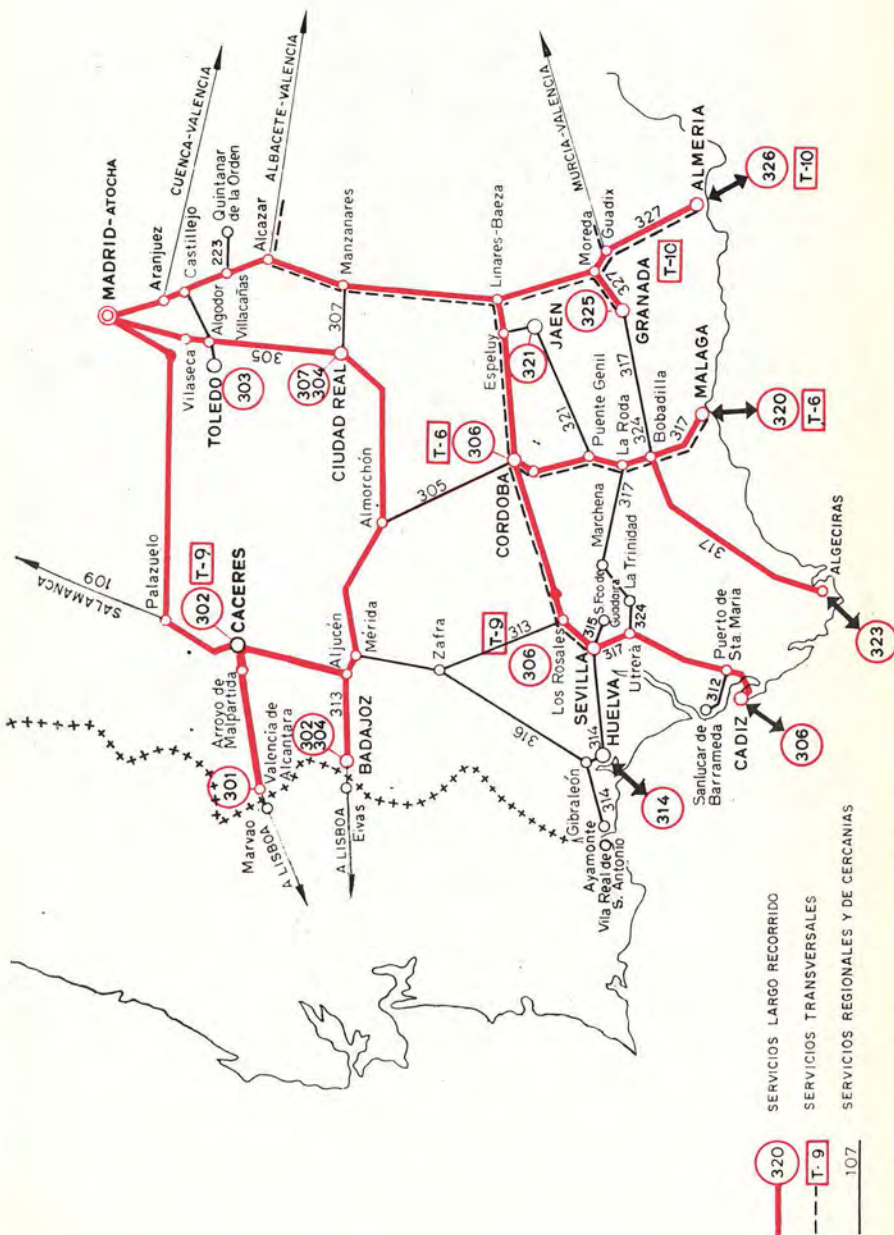 MADRID-ATOCHA
Aranjuez
CUENCA-VALENCIA
Castillejo
223
Quintanar
de la Orden
Algodor
Villacañas
Alcazar
ALBACETE-VALENCIA
Vilaseca
TOLEDO
303
305
307
Manzanares
307
304
CIUDAD REAL
Palazuelo
SALAMANCA
109
302
T-9
CACERES
Almorchón
305
Arroyo de
Malpartida
Aljucén
Mérida
313
301
Valencia de
Alcantara
302
304
BADAJOZ
Marvao
A LISBOA
A LISBOA
Elvas
Zafra
316
313
T-9
306
Los Rosales
T-6
306
CORDOBA
Linares-Baeza
Espeluy
321
JAEN
321
Puente Genil
La Roda
324
317
Bobadilla
317
317
MALAGA
320
T-6
MURCIA-VALENCIA
Moreda
Guadix
327
325
GRANADA
T-10
327
ALMERIA
326
T-10
Marchena
317
S. Fco de
Guadaira
La Trinidad
324
315
SEVILLA
317
Utrera
HUELVA
314
Gibraleón
314
314
Ayamonte
Vila Real de
S. Antonio
Puerto de
Sta. Maria
312
Sanlucar de
Barrameda
CADIZ
306
317
ALGECIRAS
323
320
SERVICIOS LARGO RECORRIDO
T-9
SERVICIOS TRANSVERSALES
107
SERVICIOS REGIONALES Y DE CERCANIAS